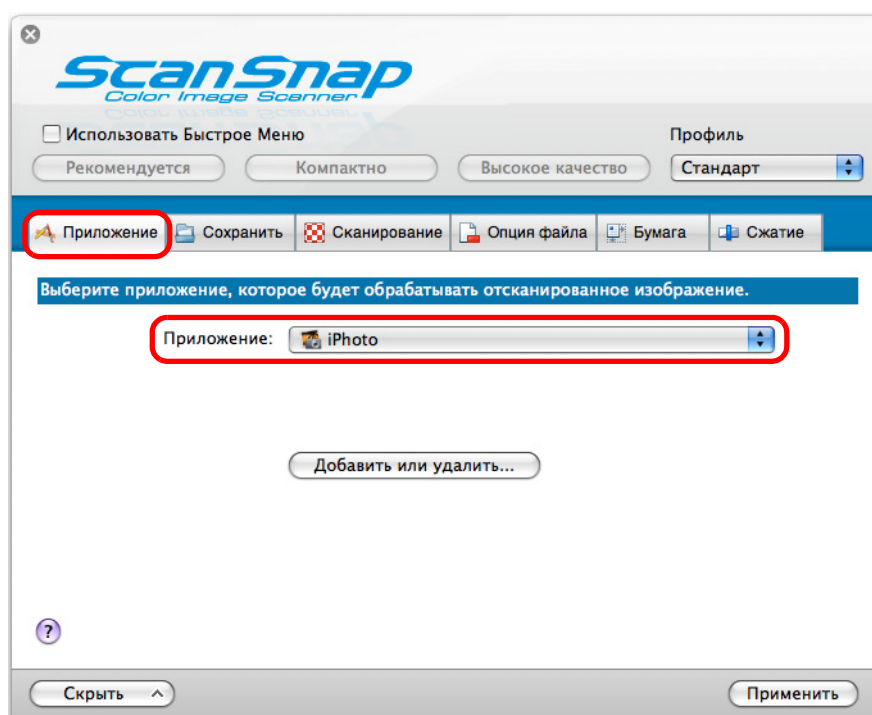 ScanSnap
Color Image Scanner
Использовать Быстрое Меню
Профиль
Рекомендуется Компактно Высокое качество Стандарт
Приложение Сохранить Сканирование Опция файла Бумага Сжатие
Выберите приложение, которое будет обрабатывать отсканированное изображение.
Приложение: iPhoto
Добавить или удалить...
?
Скрыть Применить